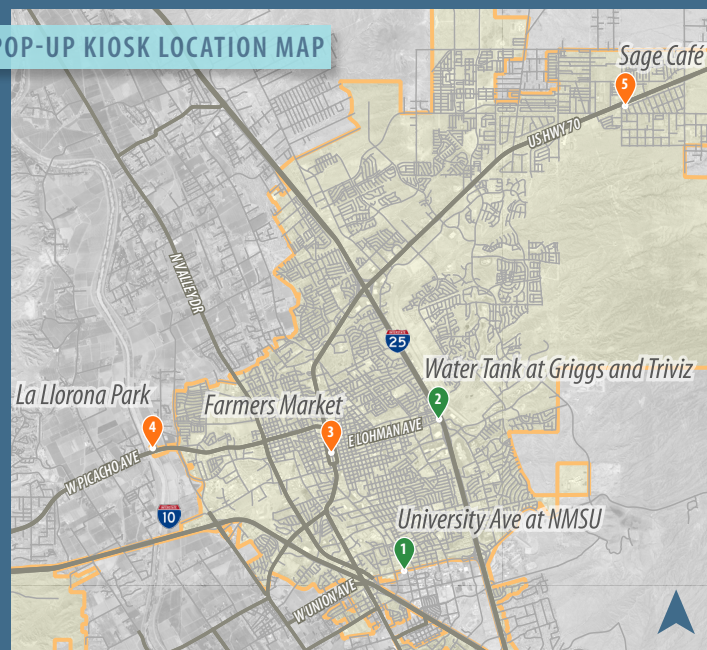 POP-UP KIOSK LOCATION MAP
Sage Café
5
US HWY 70
N VALLEY DR
25
Water Tank at Griggs and Triviz
La Llorona Park
Farmers Market
2
4
3
E LOHMAN AVE
W PICACHO AVE
10
University Ave at NMSU
1
W UNION AVE